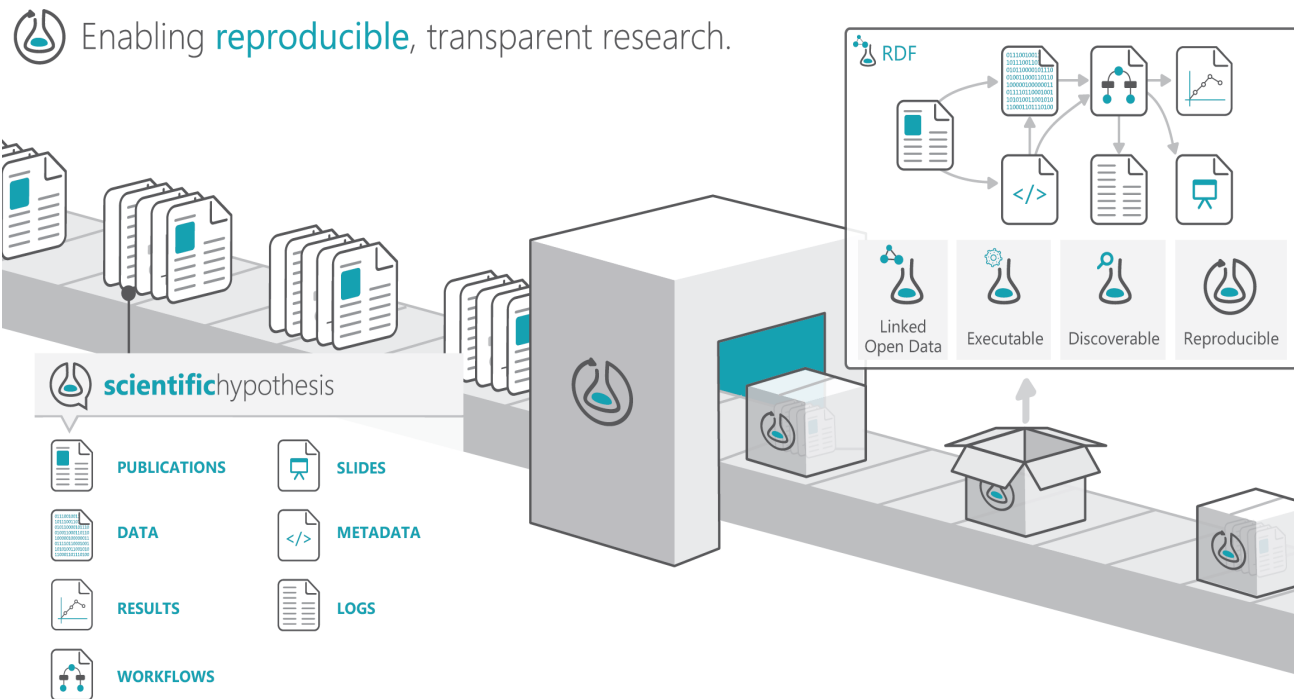 Enabling reproducible, transparent research.
RDF
</>
Linked
Open Data
Executable
Discoverable
Reproducible
scientifichypothesis
PUBLICATIONS
SLIDES
DATA
</>
METADATA
RESULTS
LOGS
WORKFLOWS